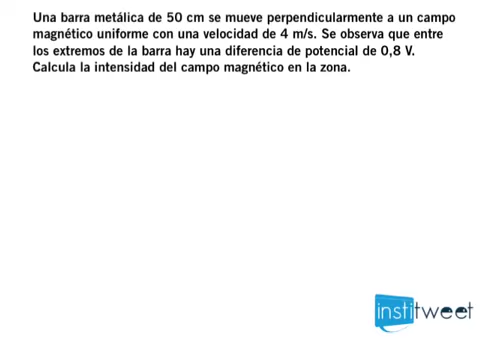 Una barra metálica de 50 cm se mueve perpendicularmente a un campo
magnético uniforme con una velocidad de 4 m/s. Se observa que entre
los extremos de la barra hay una diferencia de potencial de 0,8 V.
Calcula la intensidad del campo magnético en la zona.
institweet